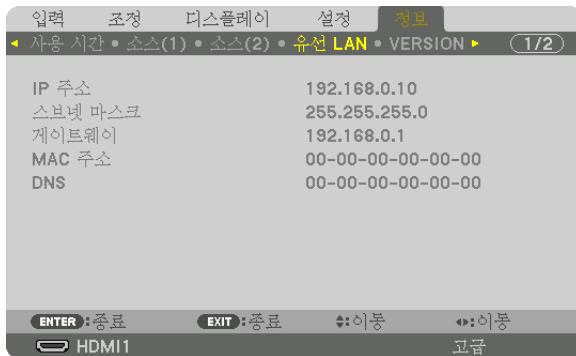 입력 조정 디스플레이 설정 정보
◂ 사용 시간 • 소스(1) • 소스(2) • 유선 LAN • VERSION ▸ 1/2
IP 주소 192.168.0.10
스브넷 마스크 255.255.255.0
게이트웨이 192.168.0.1
MAC 주소 00-00-00-00-00-00
DNS 00-00-00-00-00-00
ENTER :종료 EXIT :종료 :이동 :이동
HDMI1 고급